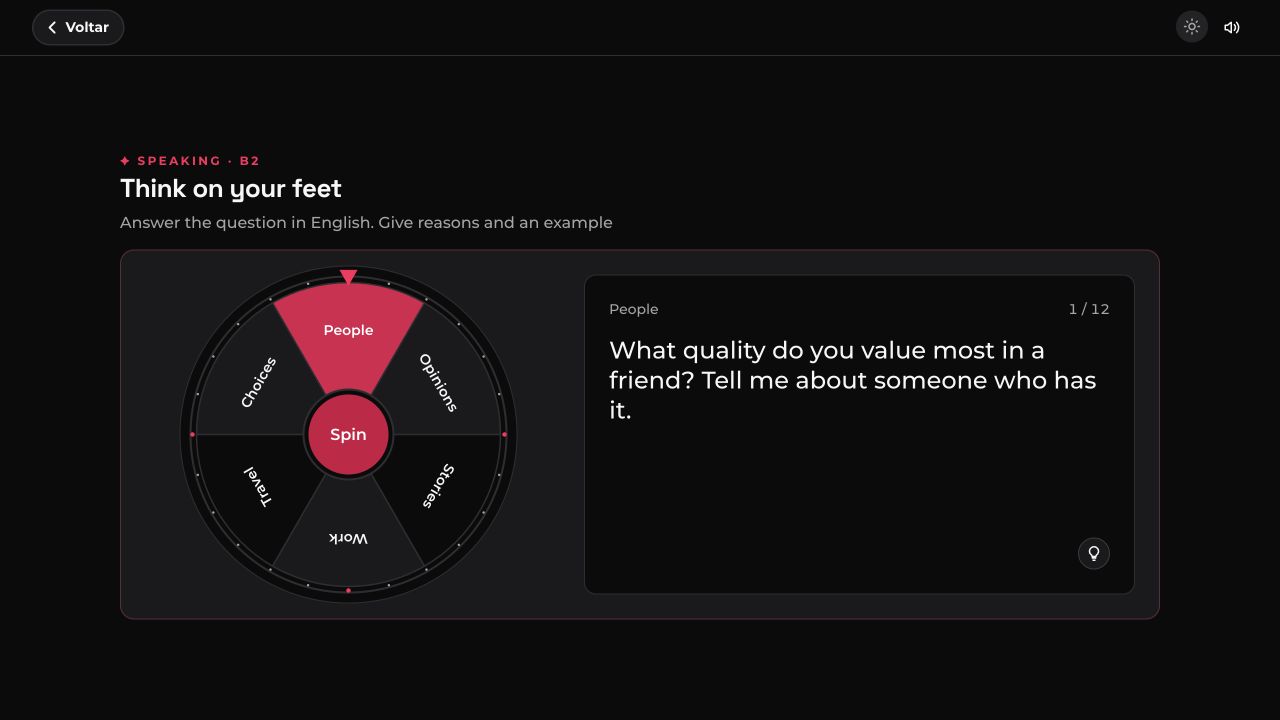 Voltar
SPEAKING · B2
Think on your feet
Answer the question in English. Give reasons and an example
People
Opinions
Stories
Work
Travel
Choices
Spin
People
1 / 12
What quality do you value most in a
friend? Tell me about someone who has
it.